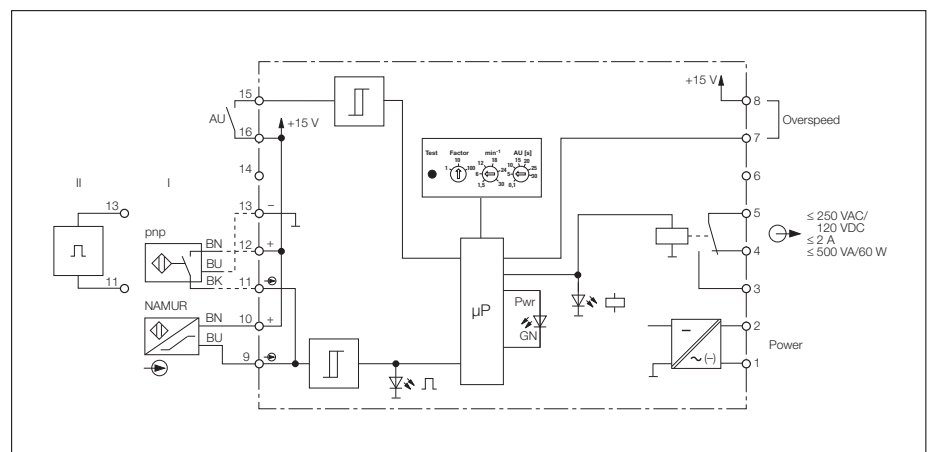 +15 V
15
8
AU
+15 V
Overspeed
16
7
Test Factor min⁻¹ AU [s]
10 18 15 20
1 100 12 24 10 25
6 5 30
1,5 30 0,1
14
6
II I
13
13 –
5
≤ 250 VAC/
120 VDC
≤ 2 A
≤ 500 VA/60 W
pnp
BN 12 +
4
BU
BK 11
3
11
NAMUR
µP
Pwr
GN
BN 10 +
2
BU
Power
9
– ~ (–)
1